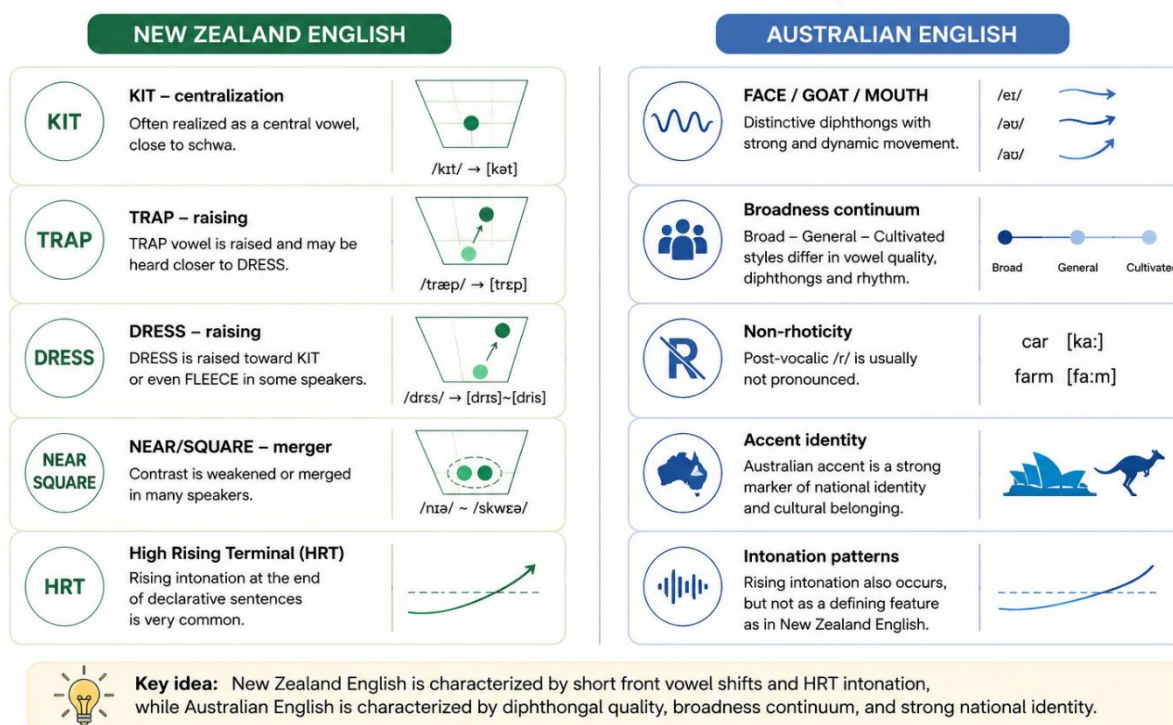 NEW ZEALAND ENGLISH
KIT
KIT – centralization
Often realized as a central vowel,
close to schwa.
/kɪt/ → [kət]
TRAP
TRAP – raising
TRAP vowel is raised and may be
heard closer to DRESS.
/træp/ → [trɛp]
DRESS
DRESS – raising
DRESS is raised toward KIT
or even FLEECE in some speakers.
/drɛs/ → [drɪs]~[dris]
NEAR
SQUARE
NEAR/SQUARE – merger
Contrast is weakened or merged
in many speakers.
/nɪə/ ~ /skwɛə/
HRT
High Rising Terminal (HRT)
Rising intonation at the end
of declarative sentences
is very common.
AUSTRALIAN ENGLISH
FACE / GOAT / MOUTH
Distinctive diphthongs with
strong and dynamic movement.
/eɪ/
/əʊ/
/aʊ/
Broadness continuum
Broad – General – Cultivated
styles differ in vowel quality,
diphthongs and rhythm.
Broad General Cultivated
R
Non-rhoticity
Post-vocalic /r/ is usually
not pronounced.
car [ka:]
farm [fa:m]
Accent identity
Australian accent is a strong
marker of national identity
and cultural belonging.
Intonation patterns
Rising intonation also occurs,
but not as a defining feature
as in New Zealand English.
Key idea: New Zealand English is characterized by short front vowel shifts and HRT intonation,
while Australian English is characterized by diphthongal quality, broadness continuum, and strong national identity.